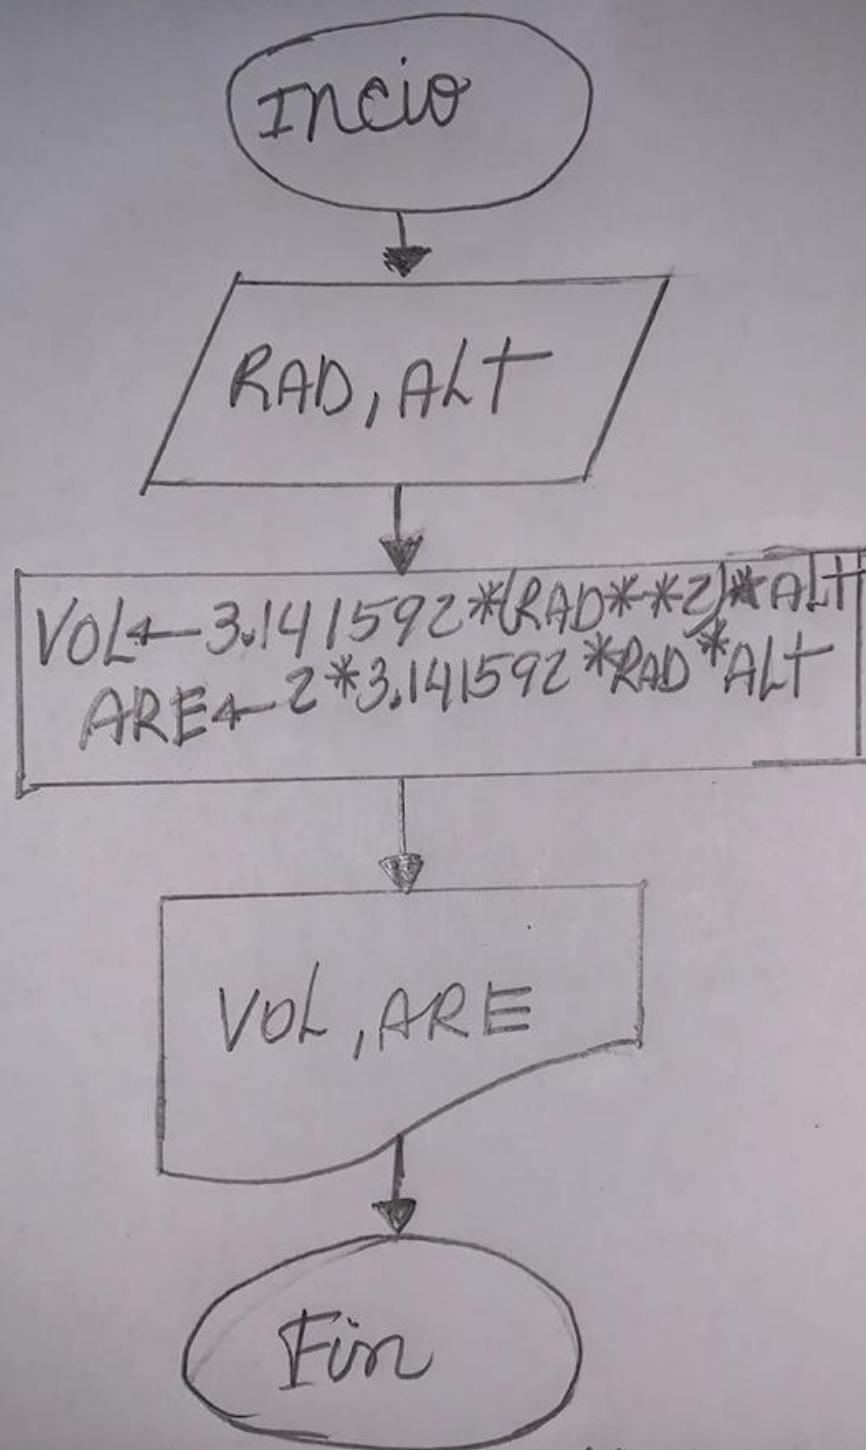 Incio
RAD, ALT
VOL←3.141592*(RAD**2)*ALT
ARE←2*3.141592*RAD*ALT
VOL, ARE
Fin